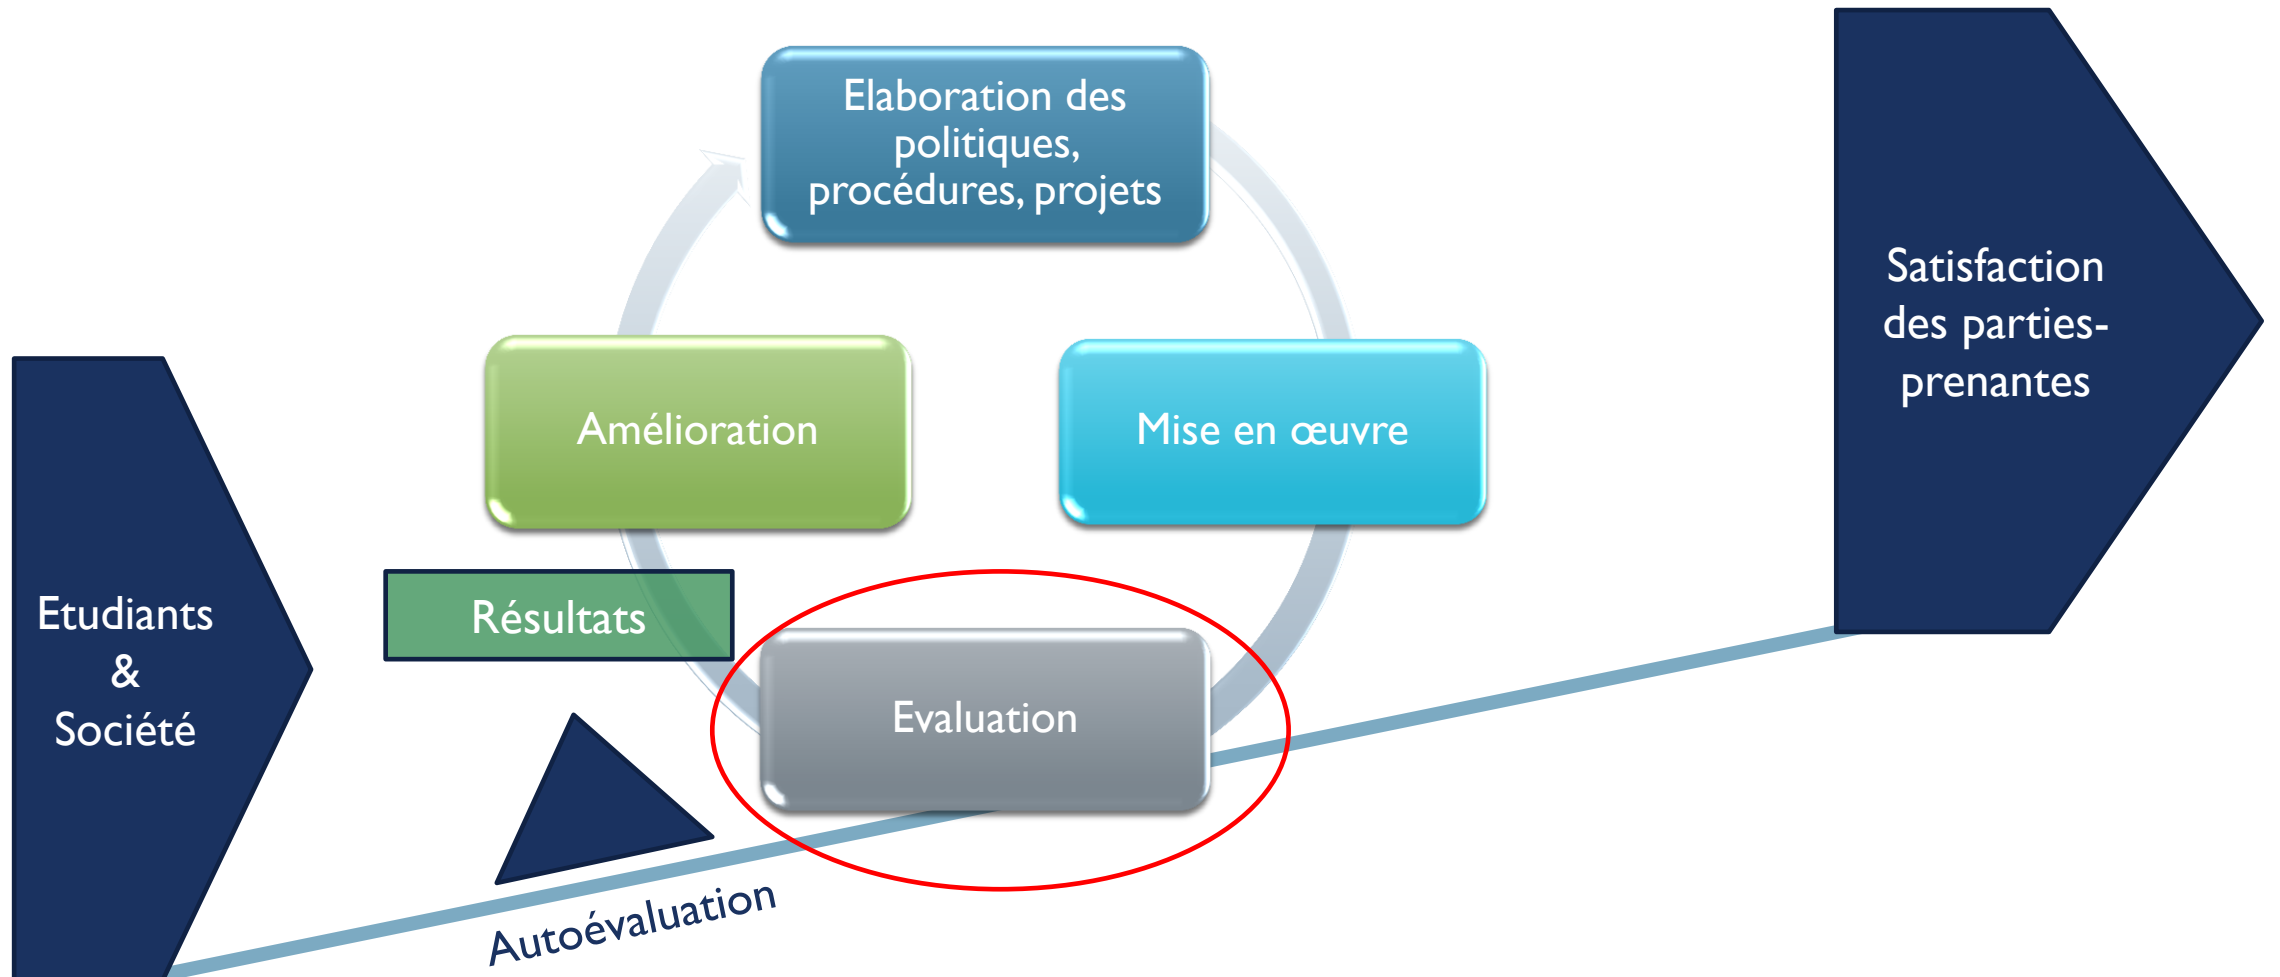 Elaboration des
politiques,
procédures, projets
Satisfaction
des parties-
prenantes
Amélioration
Mise en œuvre
Etudiants
&
Société
Résultats
Evaluation
Autoévaluation